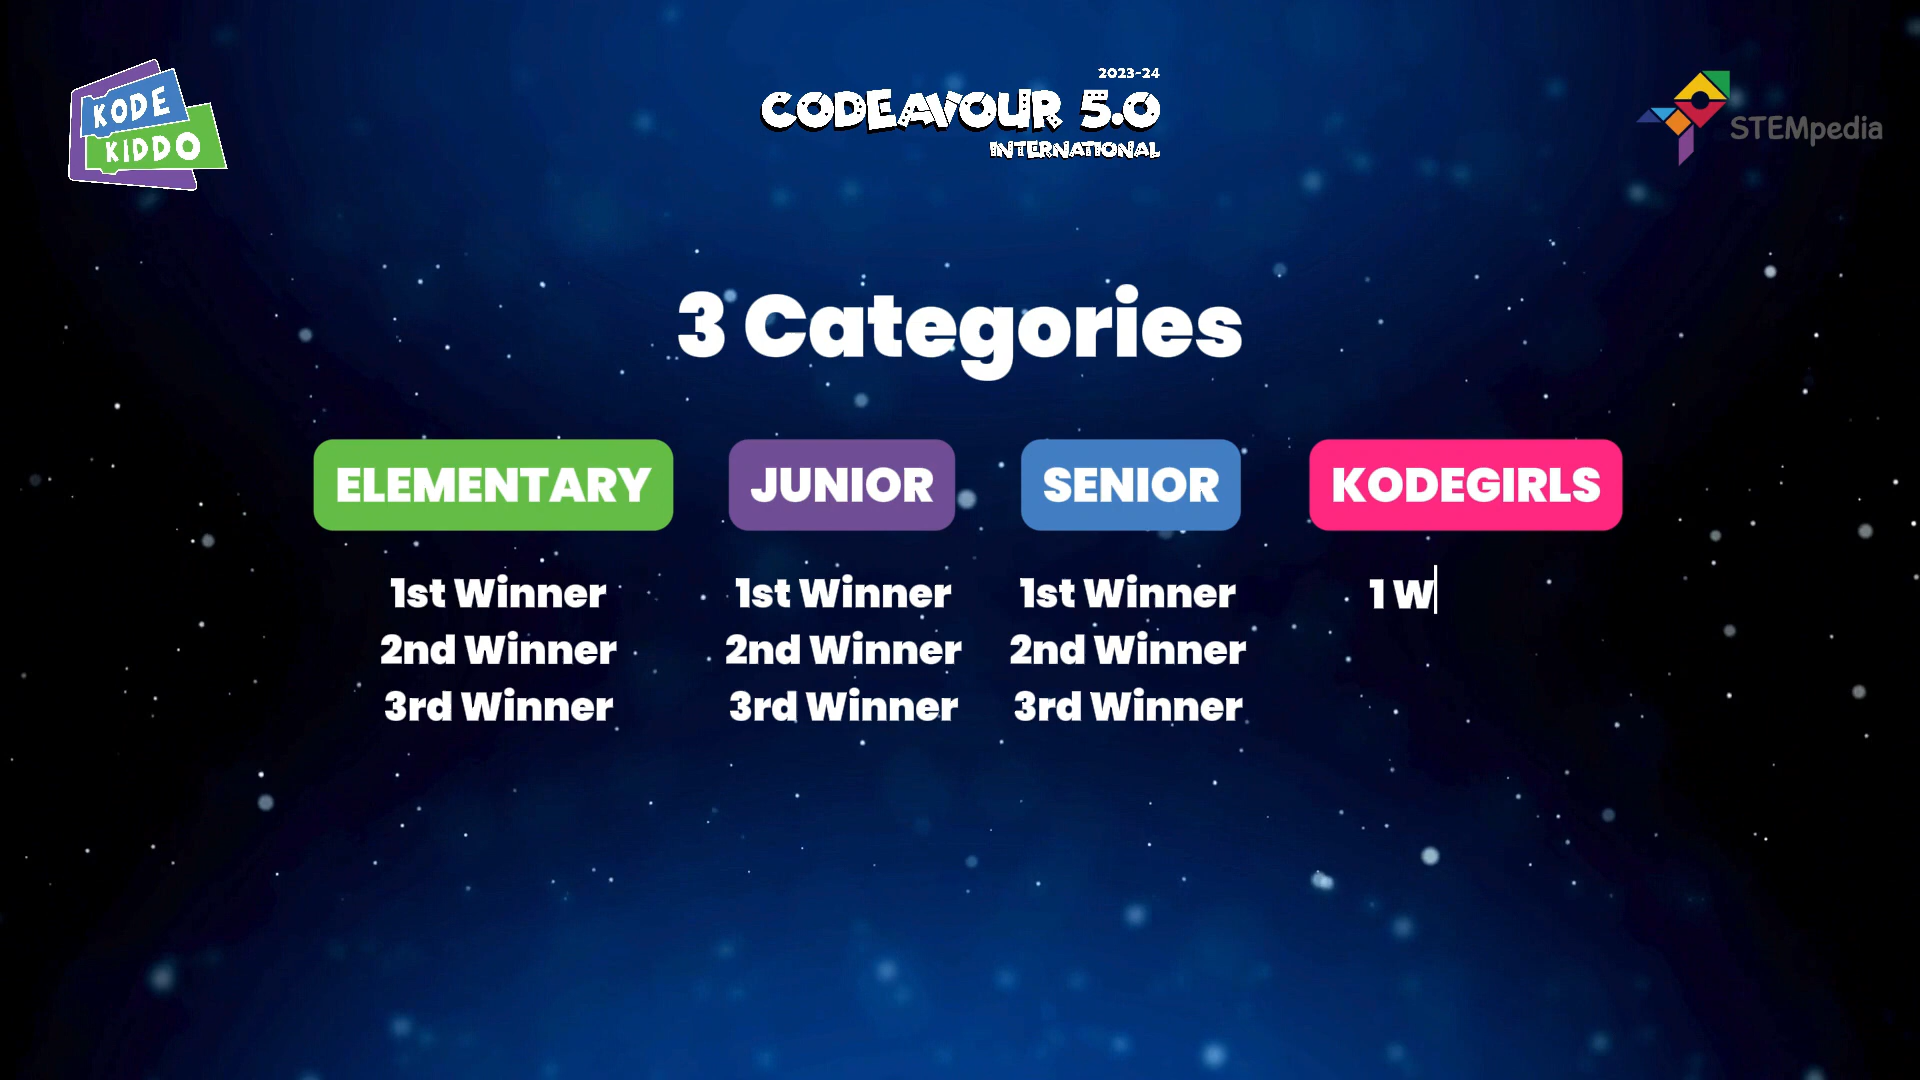 KODE
KIDDO
2023-24
CODEAVOUR 5.0
INTERNATIONAL
STEMpedia
3 Categories
ELEMENTARY
1st Winner
2nd Winner
3rd Winner
JUNIOR
1st Winner
2nd Winner
3rd Winner
SENIOR
1st Winner
2nd Winner
3rd Winner
KODEGIRLS
1 W